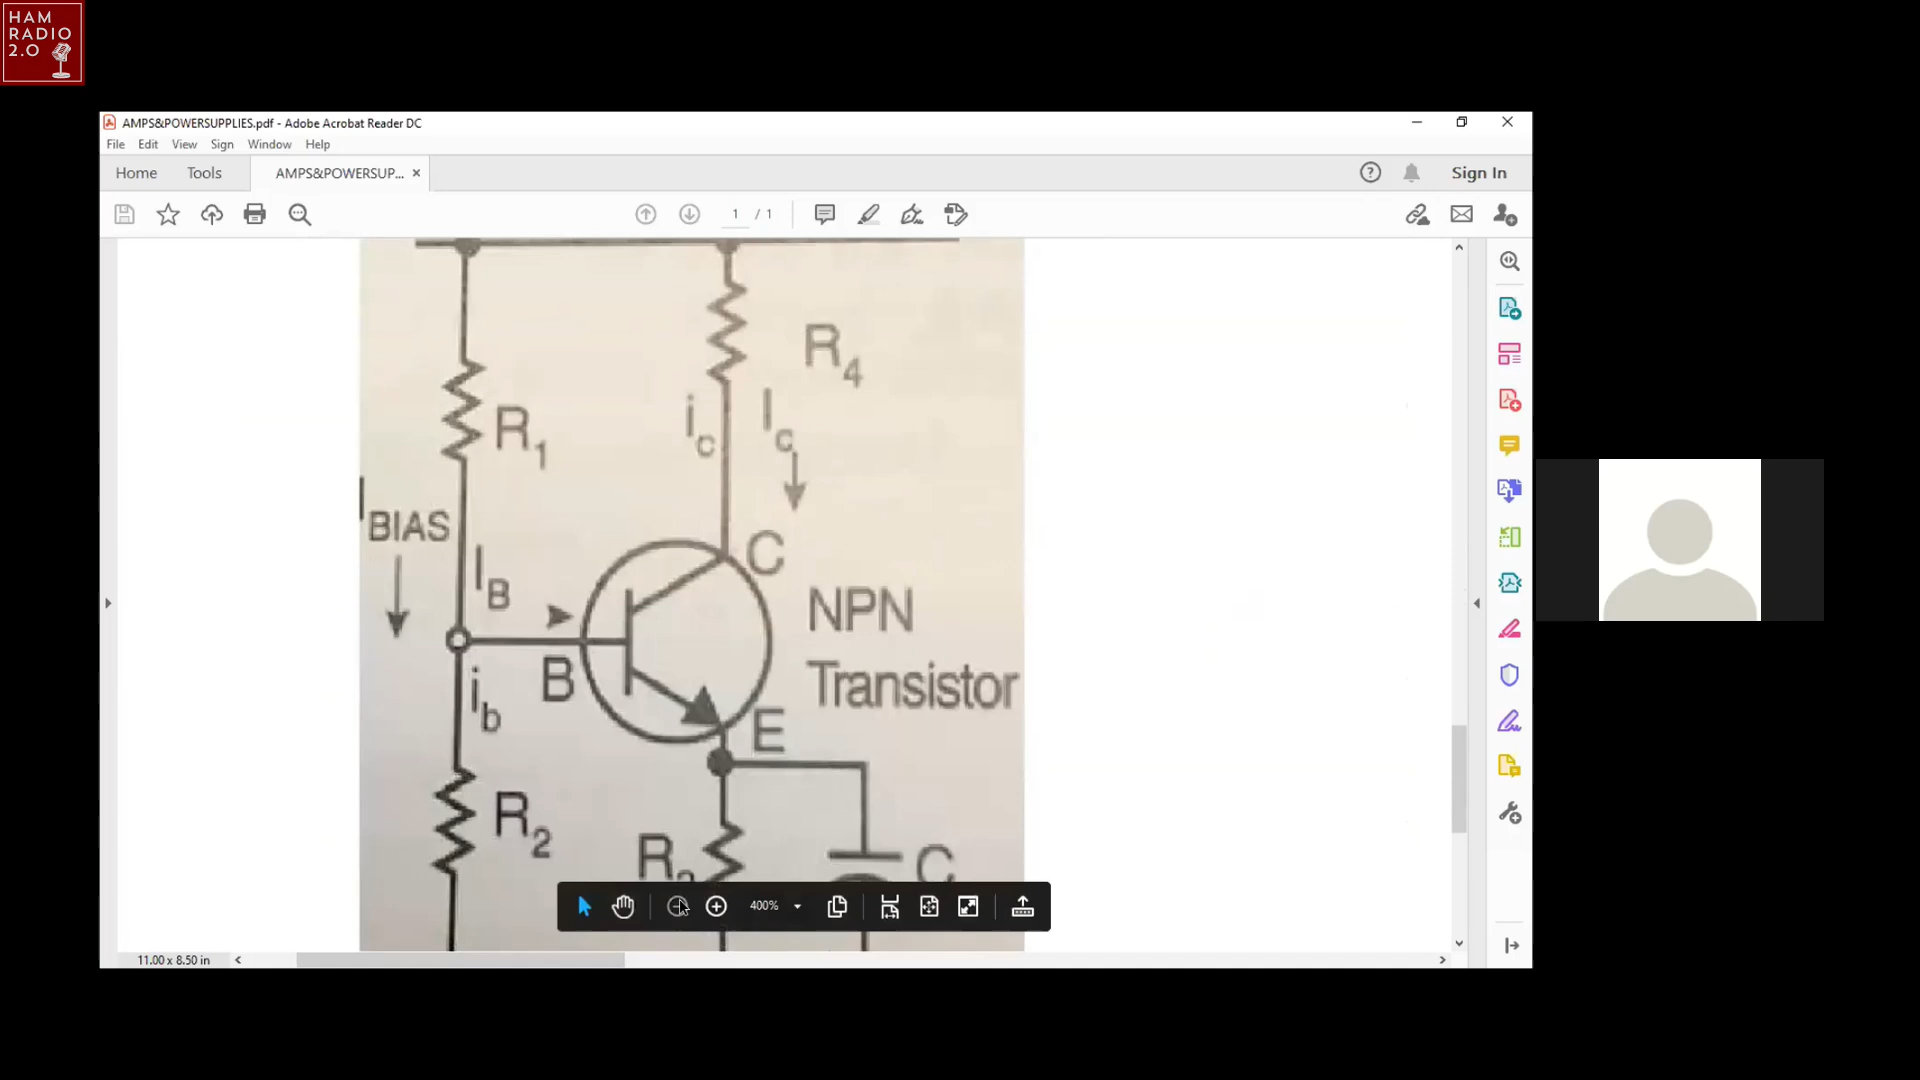 HAM
RADIO
2.0
AMPS&POWERSUPPLIES.pdf - Adobe Acrobat Reader DC
File Edit View Sign Window Help
Home Tools AMPS&POWERSUP... × Sign In
1 / 1
R4
R1
ic Ic
IBIAS
IB
C
NPN
Transistor
B
ib
E
R2
R
C
400%
11.00 x 8.50 in